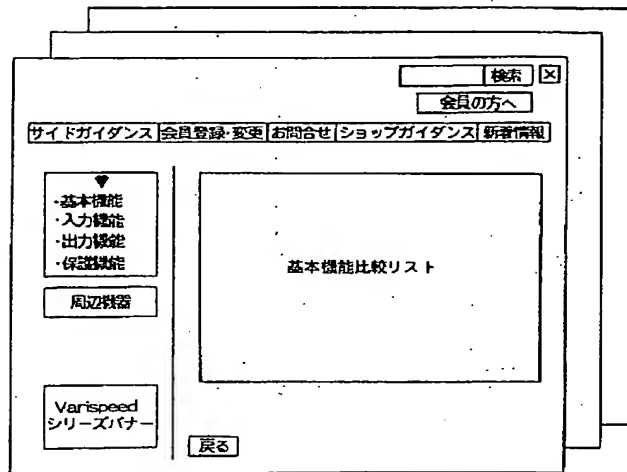 検索 ×
会員の方へ
サイドガイダンス 会員登録・変更 お問合せ ショップガイダンス 新着情報
▼
・基本機能
・入力機能
・出力機能
・保護機能
周辺機器
基本機能比較リスト
Varispeed
シリーズバナー
戻る